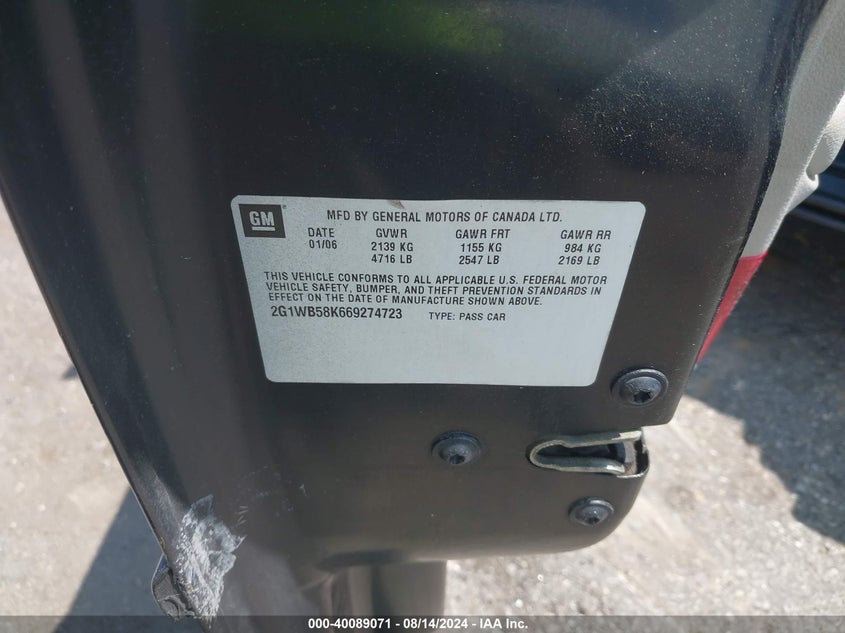 GM ® MFD BY GENERAL MOTORS OF CANADA LTD.
DATE GVWR GAWR FRT GAWR RR
01/06 2139 KG 1155 KG 984 KG
4716 LB 2547 LB 2169 LB
THIS VEHICLE CONFORMS TO ALL APPLICABLE U.S. FEDERAL MOTOR
VEHICLE SAFETY, BUMPER, AND THEFT PREVENTION STANDARDS IN
EFFECT ON THE DATE OF MANUFACTURE SHOWN ABOVE.
2G1WB58K669274723 TYPE: PASS CAR
000-40089071 - 08/14/2024 - IAA Inc.